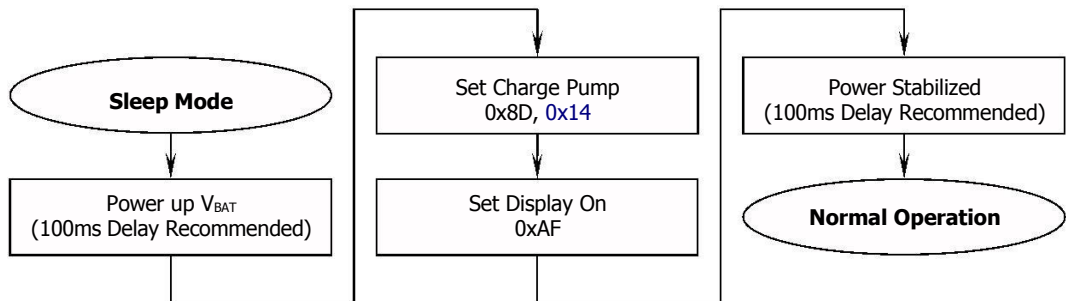 Sleep Mode
Power up VBAT
(100ms Delay Recommended)
Set Charge Pump
0x8D, 0x14
Set Display On
0xAF
Power Stabilized
(100ms Delay Recommended)
Normal Operation